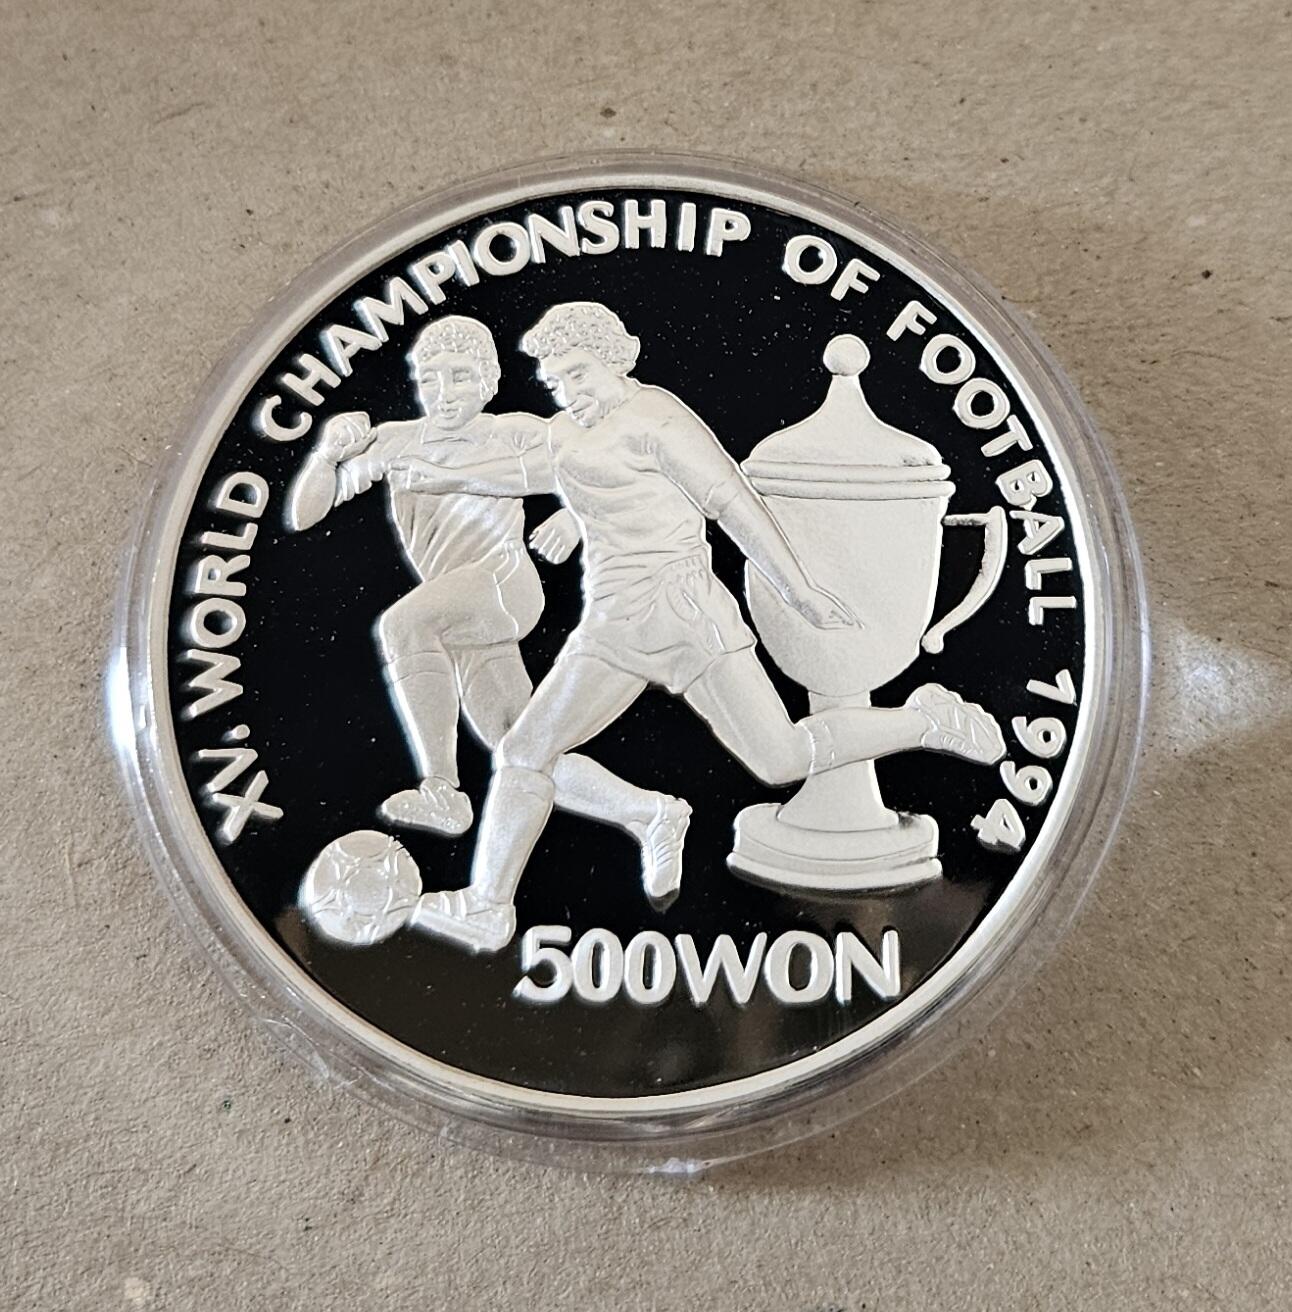 XV. WORLD CHAMPIONSHIP OF FOOTBALL 1994
500WON